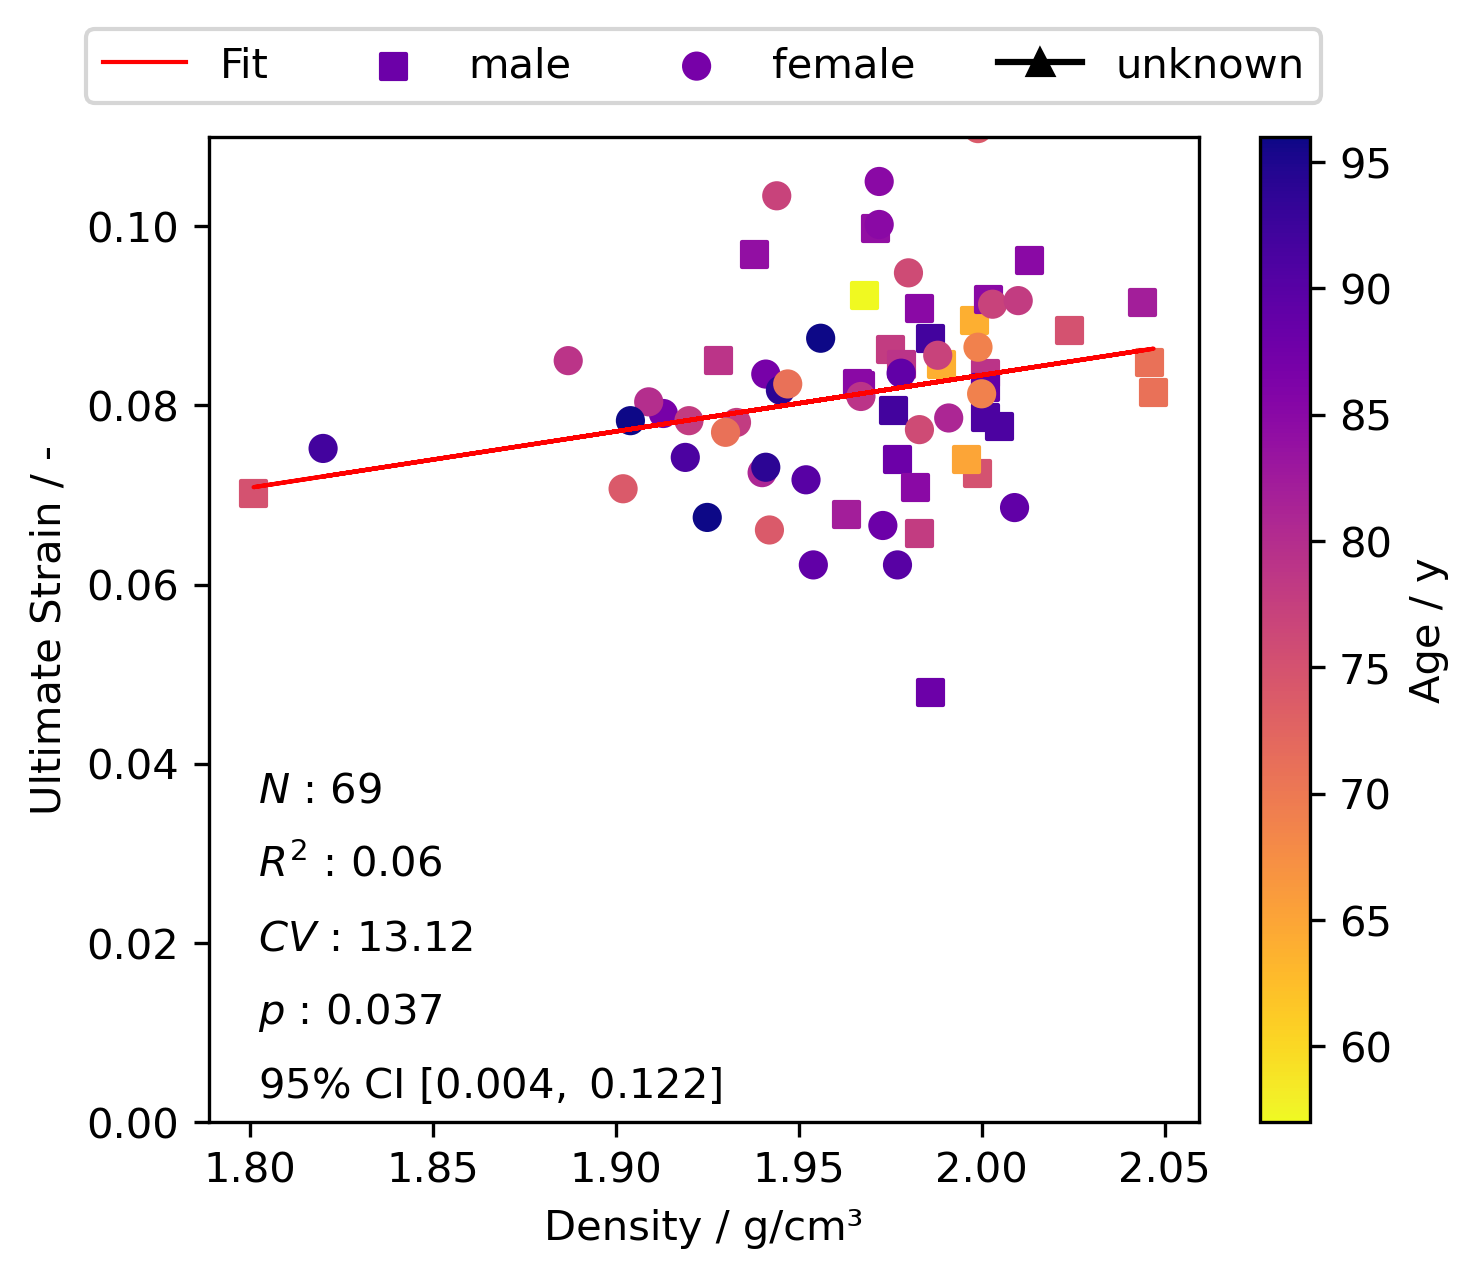 Fit male female unknown
0.10
0.08
0.06
0.04
0.02
0.00
Ultimate Strain / -
N : 69
R² : 0.06
CV : 13.12
p : 0.037
95% CI [0.004, 0.122]
1.80 1.85 1.90 1.95 2.00 2.05
Density / g/cm³
95
90
85
80
75
70
65
60
Age / y